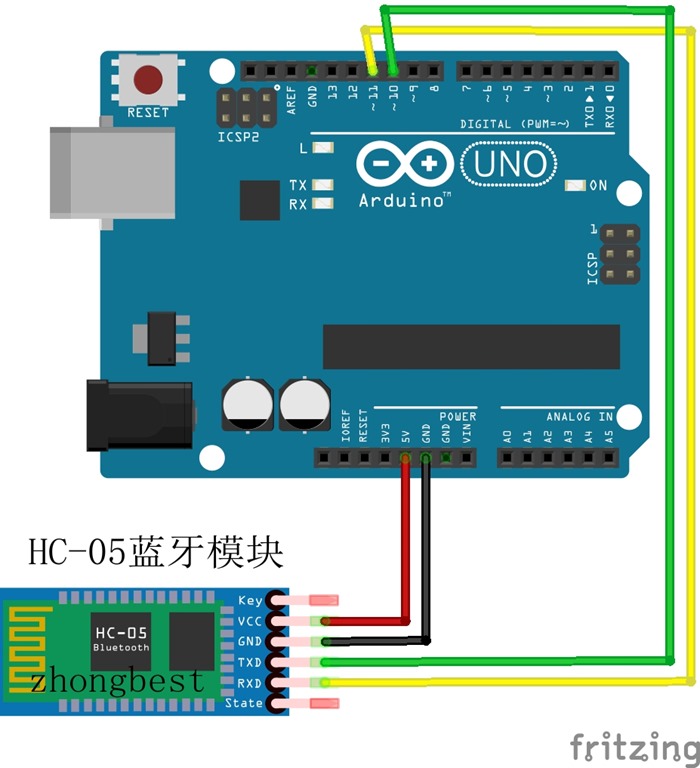 RESET
ICSP2
AREF
GND
13
12
~11
~10
~9
8
7
~6
~5
4
~3
2
TX0▶1
RX0◀0
DIGITAL (PWM=~)
L
TX
RX
UNO
Arduino™
ON
1
ICSP
IOREF
RESET
3V3
5V
GND
GND
VIN
POWER
ANALOG IN
A0
A1
A2
A3
A4
A5
HC-05蓝牙模块
HC-05
Bluetooth
zhongbest
Key
VCC
GND
TXD
RXD
State
fritzing